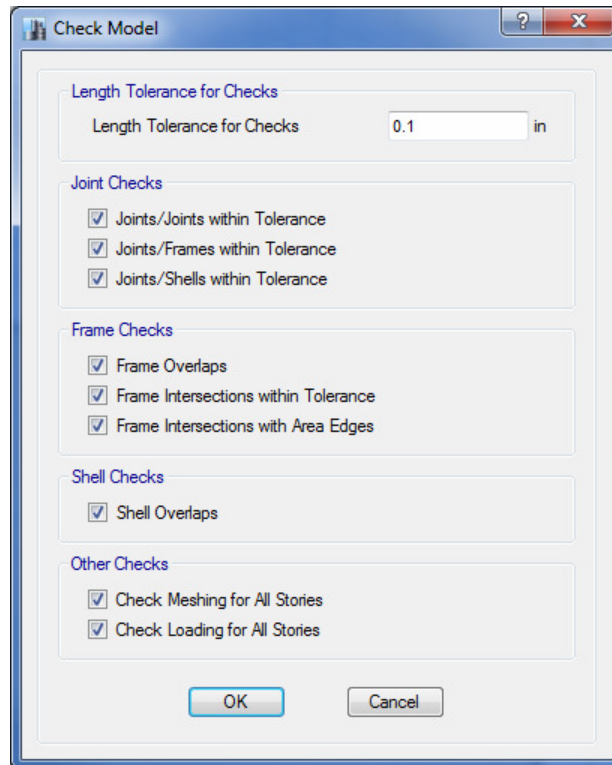 Check Model
Length Tolerance for Checks
Length Tolerance for Checks 0.1 in
Joint Checks
Joints/Joints within Tolerance
Joints/Frames within Tolerance
Joints/Shells within Tolerance
Frame Checks
Frame Overlaps
Frame Intersections within Tolerance
Frame Intersections with Area Edges
Shell Checks
Shell Overlaps
Other Checks
Check Meshing for All Stories
Check Loading for All Stories
OK Cancel